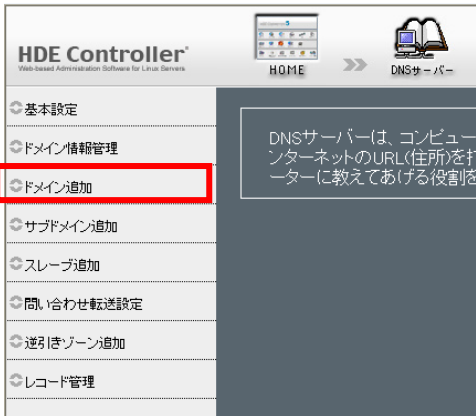 HDE Controller
Web-based Administration Software for Linux Servers
HOME
DNSサーバー
基本設定
ドメイン情報管理
ドメイン追加
サブドメイン追加
スレーブ追加
問い合わせ転送設定
逆引きゾーン追加
レコード管理
DNSサーバーは、コンピュー
ンターネットのURL(住所)を打
ーターに教えてあげる役割を